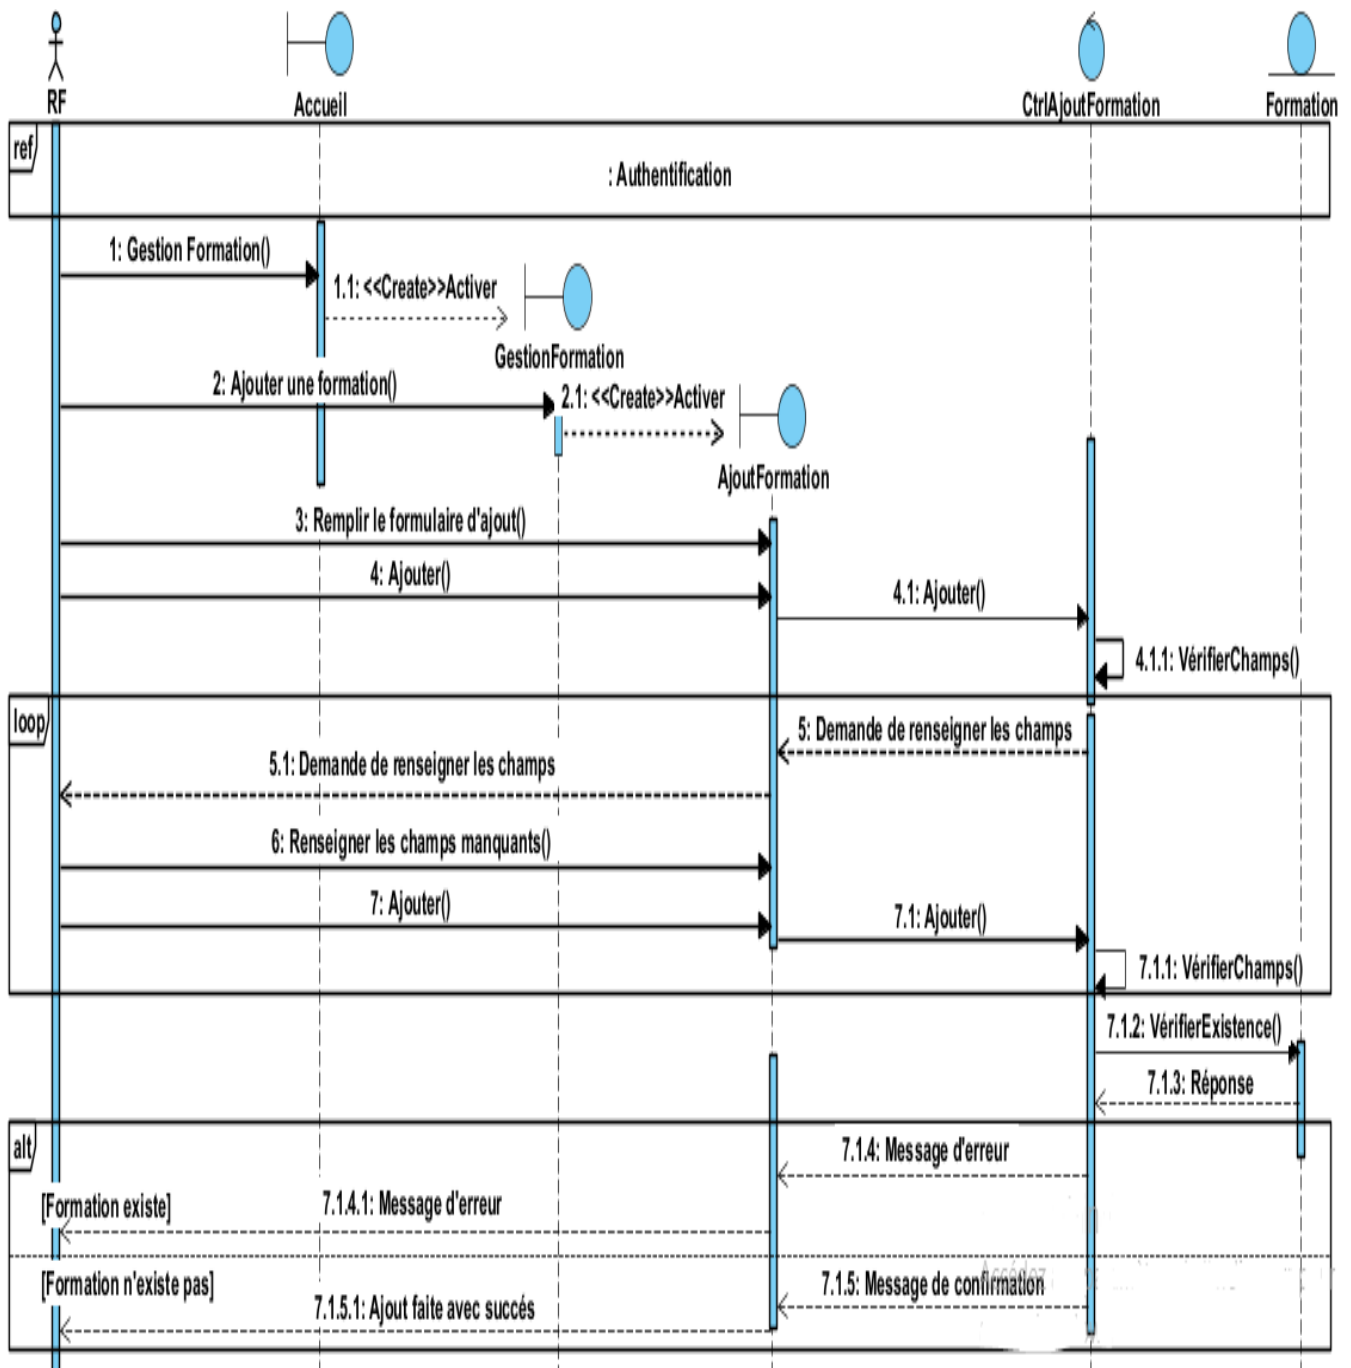 RF
Accueil
CtrlAjoutFormation
Formation
ref
: Authentification
1: Gestion Formation()
1.1: <<Create>>Activer
GestionFormation
2: Ajouter une formation()
2.1: <<Create>>Activer
AjoutFormation
3: Remplir le formulaire d'ajout()
4: Ajouter()
4.1: Ajouter()
4.1.1: VérifierChamps()
loop
5: Demande de renseigner les champs
5.1: Demande de renseigner les champs
6: Renseigner les champs manquants()
7: Ajouter()
7.1: Ajouter()
7.1.1: VérifierChamps()
7.1.2: VérifierExistence()
7.1.3: Réponse
alt
7.1.4: Message d'erreur
[Formation existe]
7.1.4.1: Message d'erreur
Accédez
[Formation n'existe pas]
7.1.5: Message de confirmation
7.1.5.1: Ajout faite avec succés